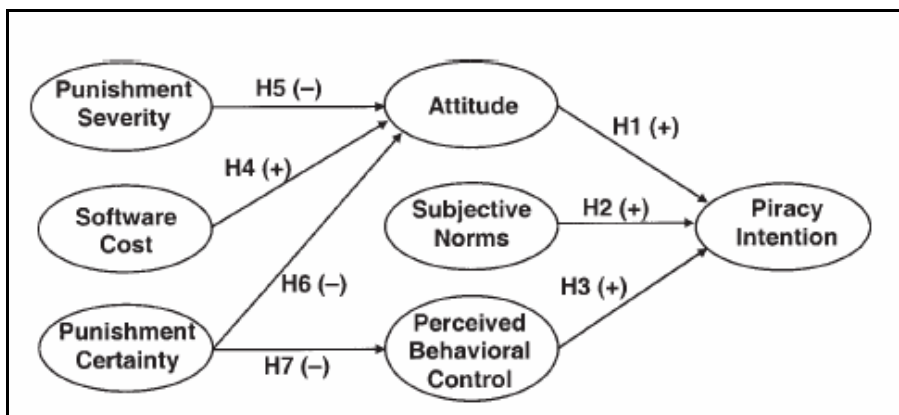 Punishment
Severity
H5 (–)
Attitude
H1 (+)
H4 (+)
Software
Cost
Subjective
Norms
H2 (+)
Piracy
Intention
H6 (–)
H3 (+)
Punishment
Certainty
H7 (–)
Perceived
Behavioral
Control